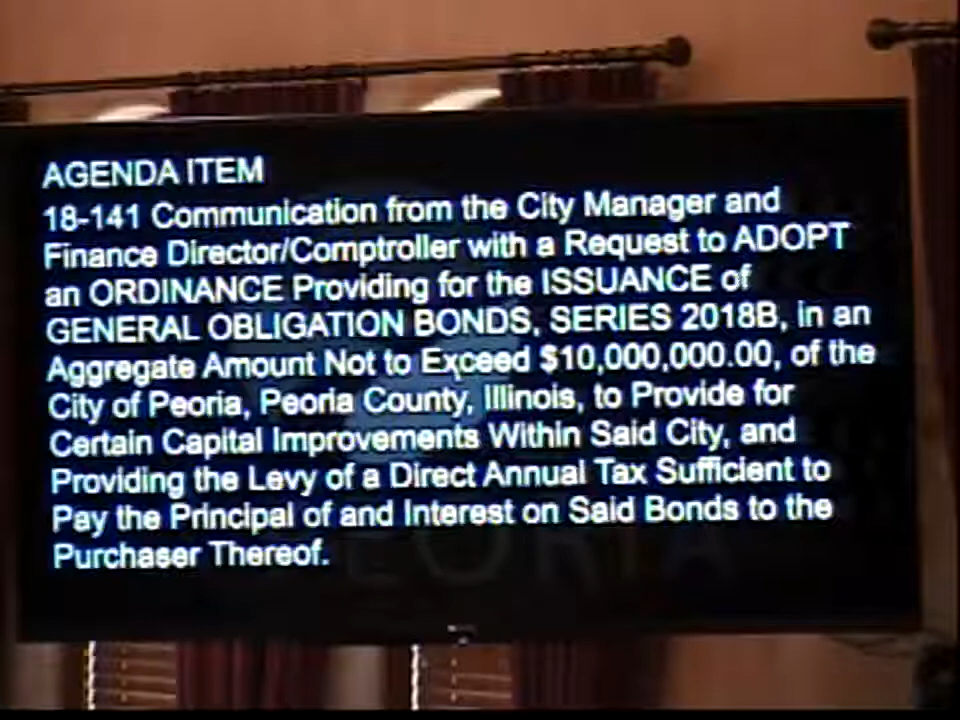 AGENDA ITEM
18-141 Communication from the City Manager and
Finance Director/Comptroller with a Request to ADOPT
an ORDINANCE Providing for the ISSUANCE of
GENERAL OBLIGATION BONDS, SERIES 2018B, in an
Aggregate Amount Not to Exceed $10,000,000.00, of the
City of Peoria, Peoria County, Illinois, to Provide for
Certain Capital Improvements Within Said City, and
Providing the Levy of a Direct Annual Tax Sufficient to
Pay the Principal of and Interest on Said Bonds to the
Purchaser Thereof.
PEORIA